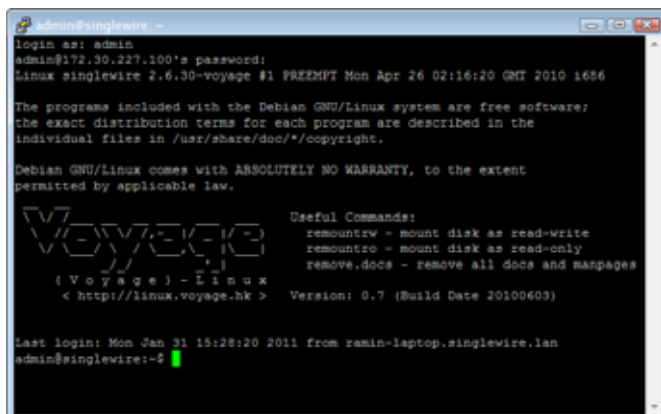 admin@singlewire: ~
login as: admin
admin@172.30.227.100's password:
Linux singlewire 2.6.30-voyage #1 PREEMPT Mon Apr 26 02:16:20 GMT 2010 i686
The programs included with the Debian GNU/Linux system are free software;
the exact distribution terms for each program are described in the
individual files in /usr/share/doc/*/copyright.
Debian GNU/Linux comes with ABSOLUTELY NO WARRANTY, to the extent
permitted by applicable law.
Voyage
{ V o y a g e } - L i n u x
< http://linux.voyage.hk >
Useful Commands:
remountrw - mount disk as read-write
remountro - mount disk as read-only
remove.docs - remove all docs and manpages
Version: 0.7 (Build Date 20100603)
Last login: Mon Jan 31 15:28:20 2011 from ramin-laptop.singlewire.lan
admin@singlewire:~$